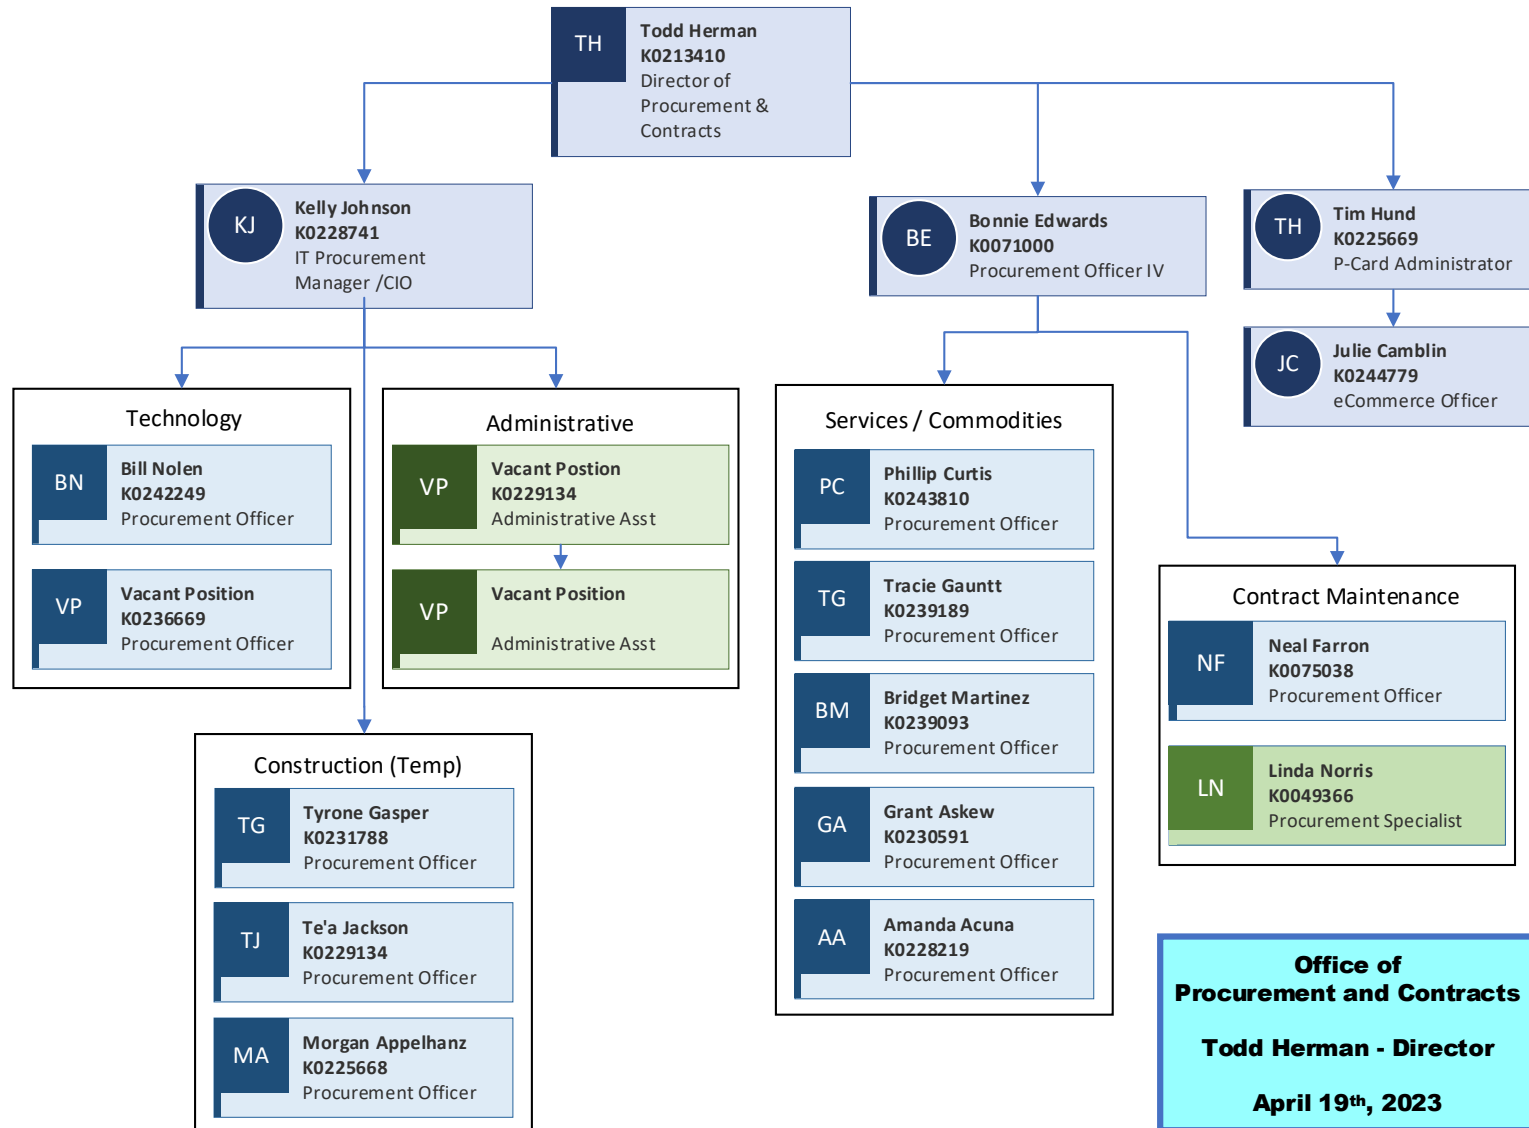 TH
Todd Herman
K0213410
Director of
Procurement &
Contracts
KJ
Kelly Johnson
K0228741
IT Procurement
Manager /CIO
BE
Bonnie Edwards
K0071000
Procurement Officer IV
TH
Tim Hund
K0225669
P-Card Administrator
JC
Julie Camblin
K0244779
eCommerce Officer
Technology
BN
Bill Nolen
K0242249
Procurement Officer
VP
Vacant Position
K0236669
Procurement Officer
Administrative
VP
Vacant Postion
K0229134
Administrative Asst
VP
Vacant Position
Administrative Asst
Construction (Temp)
TG
Tyrone Gasper
K0231788
Procurement Officer
TJ
Te'a Jackson
K0229134
Procurement Officer
MA
Morgan Appelhanz
K0225668
Procurement Officer
Services / Commodities
PC
Phillip Curtis
K0243810
Procurement Officer
TG
Tracie Gauntt
K0239189
Procurement Officer
BM
Bridget Martinez
K0239093
Procurement Officer
GA
Grant Askew
K0230591
Procurement Officer
AA
Amanda Acuna
K0228219
Procurement Officer
Contract Maintenance
NF
Neal Farron
K0075038
Procurement Officer
LN
Linda Norris
K0049366
Procurement Specialist
Office of
Procurement and Contracts
Todd Herman - Director
April 19th, 2023